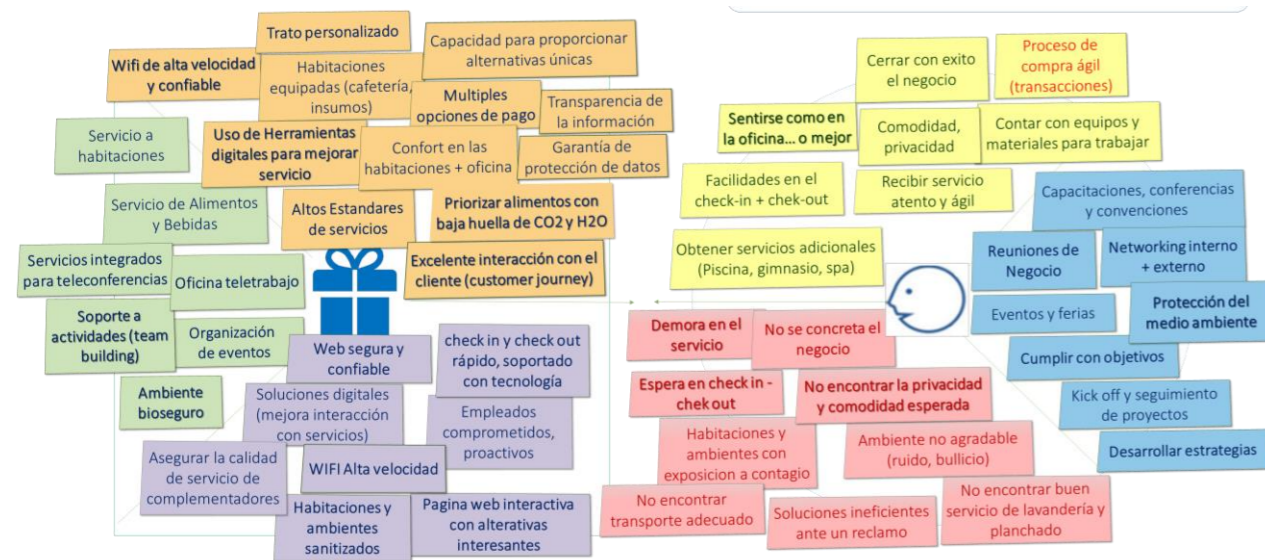 Trato personalizado
Wifi de alta velocidad
y confiable
Habitaciones
equipadas (cafetería,
insumos)
Capacidad para proporcionar
alternativas únicas
Multiples
opciones de pago
Transparencia de
la información
Uso de Herramientas
digitales para mejorar
servicio
Confort en las
habitaciones + oficina
Garantía de
protección de datos
Altos Estandares
de servicios
Priorizar alimentos con
baja huella de CO2 y H2O
Excelente interacción con el
cliente (customer journey)
Servicio a
habitaciones
Servicio de Alimentos y
Bebidas
Servicios integrados
para teleconferencias
Oficina teletrabajo
Soporte a
actividades (team
building)
Organización
de eventos
Ambiente
bioseguro
Web segura y
confiable
check in y check out
rápido, soportado
con tecnología
Soluciones digitales
(mejora interacción
con servicios)
Empleados
comprometidos,
proactivos
Asegurar la calidad
de servicio de
complementadores
WIFI Alta velocidad
Habitaciones y
ambientes
sanitizados
Pagina web interactiva
con alterativas
interesantes
Cerrar con exito
el negocio
Proceso de
compra ágil
(transacciones)
Sentirse como en
la oficina... o mejor
Comodidad,
privacidad
Contar con equipos y
materiales para trabajar
Facilidades en el
check-in + chek-out
Recibir servicio
atento y ágil
Obtener servicios adicionales
(Piscina, gimnasio, spa)
Capacitaciones, conferencias
y convenciones
Reuniones de
Negocio
Networking interno
+ externo
Eventos y ferias
Protección del
medio ambiente
Cumplir con objetivos
Kick off y seguimiento
de proyectos
Desarrollar estrategias
Demora en el
servicio
No se concreta el
negocio
Espera en check in -
chek out
No encontrar la privacidad
y comodidad esperada
Habitaciones y
ambientes con
exposicion a contagio
Ambiente no agradable
(ruido, bullicio)
No encontrar
transporte adecuado
Soluciones ineficientes
ante un reclamo
No encontrar buen
servicio de lavandería y
planchado